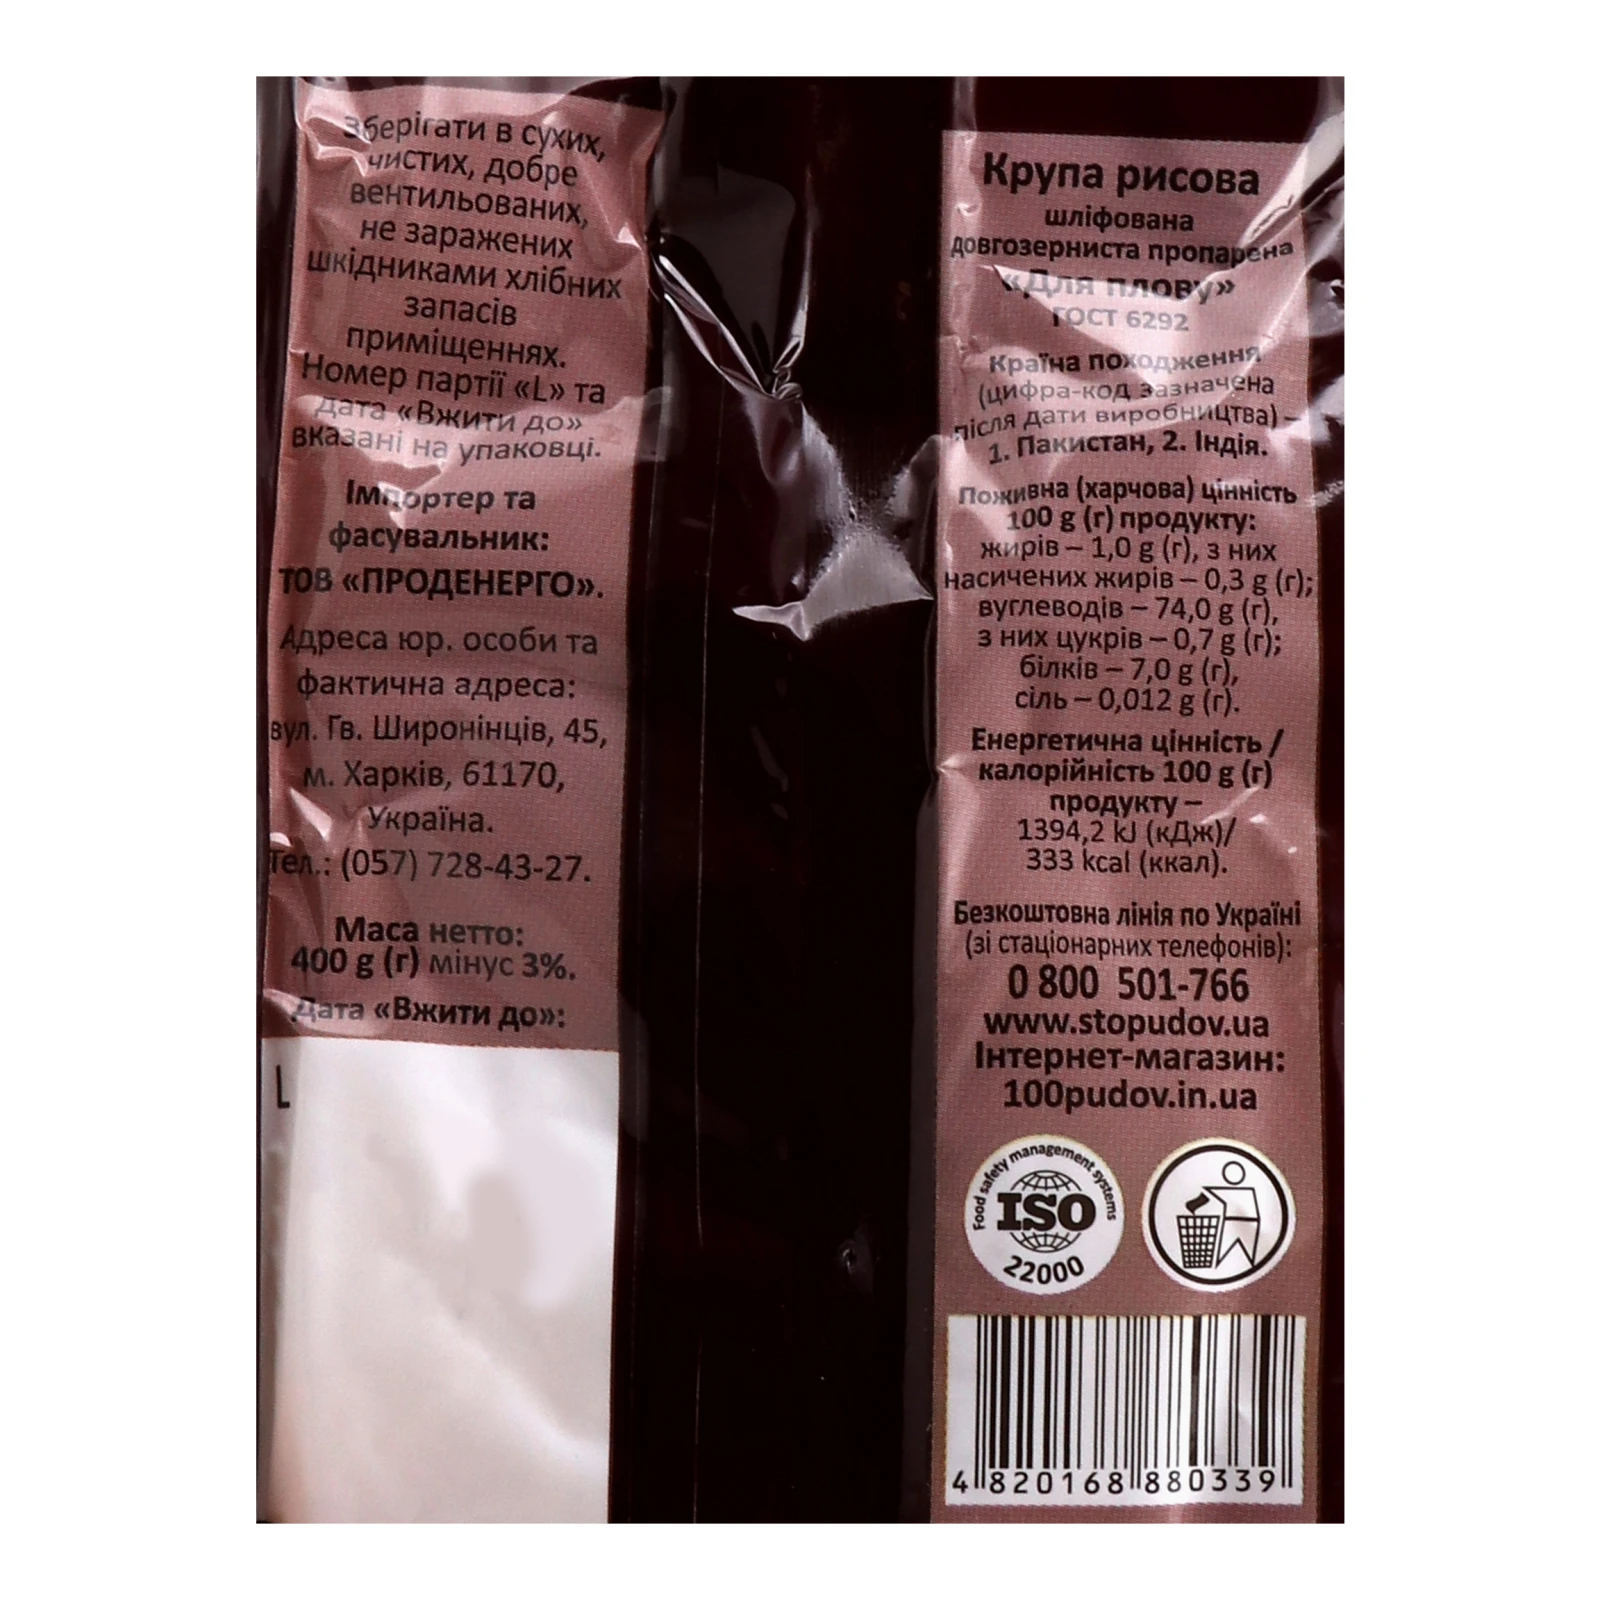 Зберігати в сухих,
чистих, добре
вентильованих,
не заражених
шкідниками хлібних
запасів
приміщеннях.
Номер партії «L» та
дата «Вжити до»
вказані на упаковці.
Імпортер та
фасувальник:
ТОВ «ПРОДЕНЕРГО».
Адреса юр. особи та
фактична адреса:
вул. Гв. Широнінців, 45,
м. Харків, 61170,
Україна.
Тел.: (057) 728-43-27.
Маса нетто:
400 g (г) мінус 3%.
Дата «Вжити до»:
L
Крупа рисова
шліфована
довгозерниста пропарена
«Для плову»
ГОСТ 6292
Країна походження
(цифра-код зазначена
після дати виробництва) –
1. Пакистан, 2. Індія.
Поживна (харчова) цінність
100 g (г) продукту:
жирів – 1,0 g (г), з них
насичених жирів – 0,3 g (г);
вуглеводів – 74,0 g (г),
з них цукрів – 0,7 g (г);
білків – 7,0 g (г),
сіль – 0,012 g (г).
Енергетична цінність /
калорійність 100 g (г)
продукту –
1394,2 kJ (кДж)/
333 kcal (ккал).
Безкоштовна лінія по Україні
(зі стаціонарних телефонів):
0 800 501-766
www.stopudov.ua
Інтернет-магазин:
100pudov.in.ua
Food safety management systems
ISO
22000
4 820168 880339